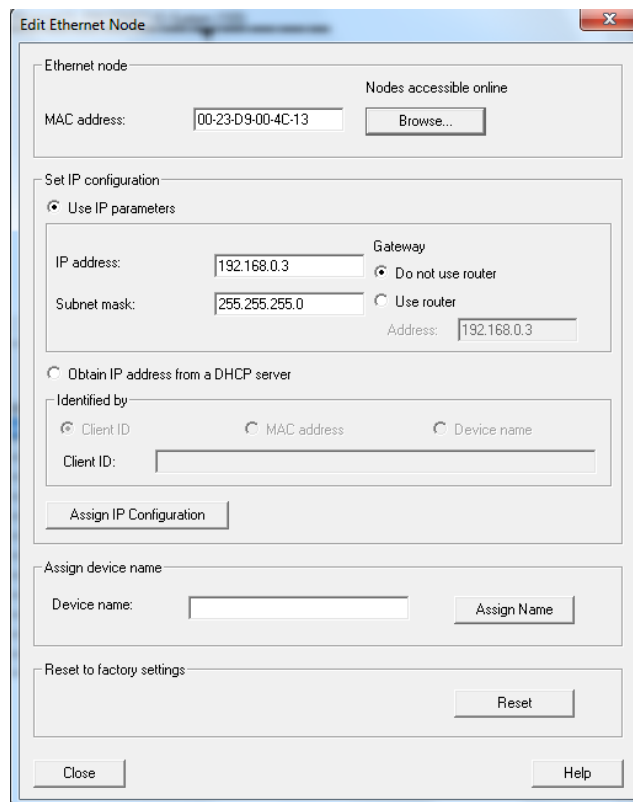 Edit Ethernet Node
Ethernet node
Nodes accessible online
MAC address: 00-23-D9-00-4C-13 Browse...
Set IP configuration
Use IP parameters
Gateway
IP address: 192.168.0.3
Do not use router
Subnet mask: 255.255.255.0
Use router
Address: 192.168.0.3
Obtain IP address from a DHCP server
Identified by
Client ID MAC address Device name
Client ID:
Assign IP Configuration
Assign device name
Device name: Assign Name
Reset to factory settings
Reset
Close Help